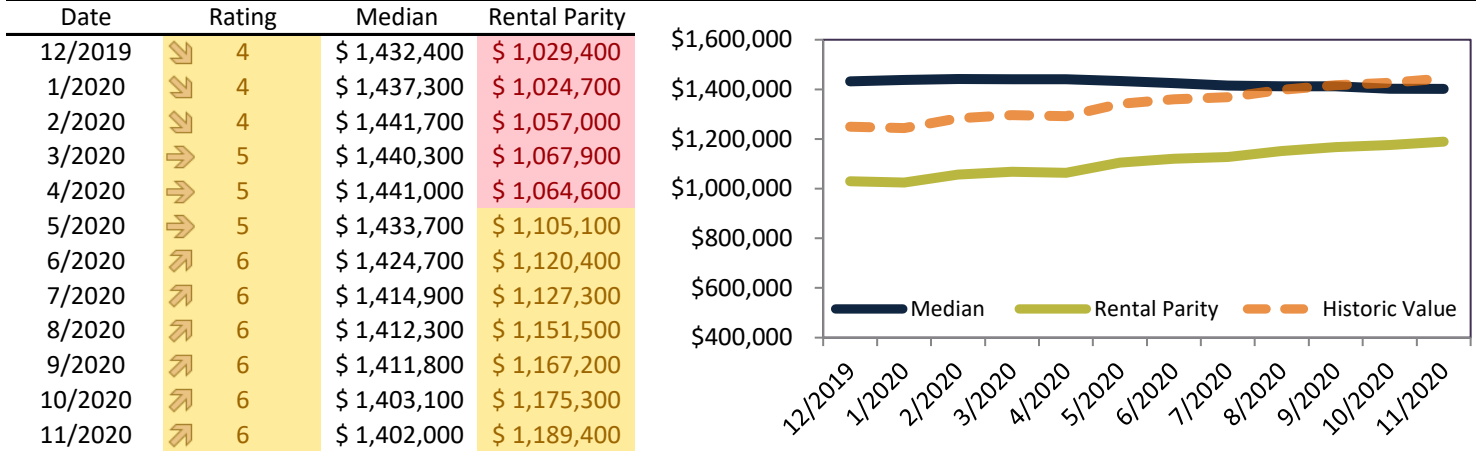 Date Rating Median Rental Parity
12/2019 4 $ 1,432,400 $ 1,029,400
1/2020 4 $ 1,437,300 $ 1,024,700
2/2020 4 $ 1,441,700 $ 1,057,000
3/2020 5 $ 1,440,300 $ 1,067,900
4/2020 5 $ 1,441,000 $ 1,064,600
5/2020 5 $ 1,433,700 $ 1,105,100
6/2020 6 $ 1,424,700 $ 1,120,400
7/2020 6 $ 1,414,900 $ 1,127,300
8/2020 6 $ 1,412,300 $ 1,151,500
9/2020 6 $ 1,411,800 $ 1,167,200
10/2020 6 $ 1,403,100 $ 1,175,300
11/2020 6 $ 1,402,000 $ 1,189,400
$1,600,000
$1,400,000
$1,200,000
$1,000,000
$800,000
$600,000
$400,000
Median Rental Parity Historic Value
12/2019 1/2020 2/2020 3/2020 4/2020 5/2020 6/2020 7/2020 8/2020 9/2020 10/2020 11/2020